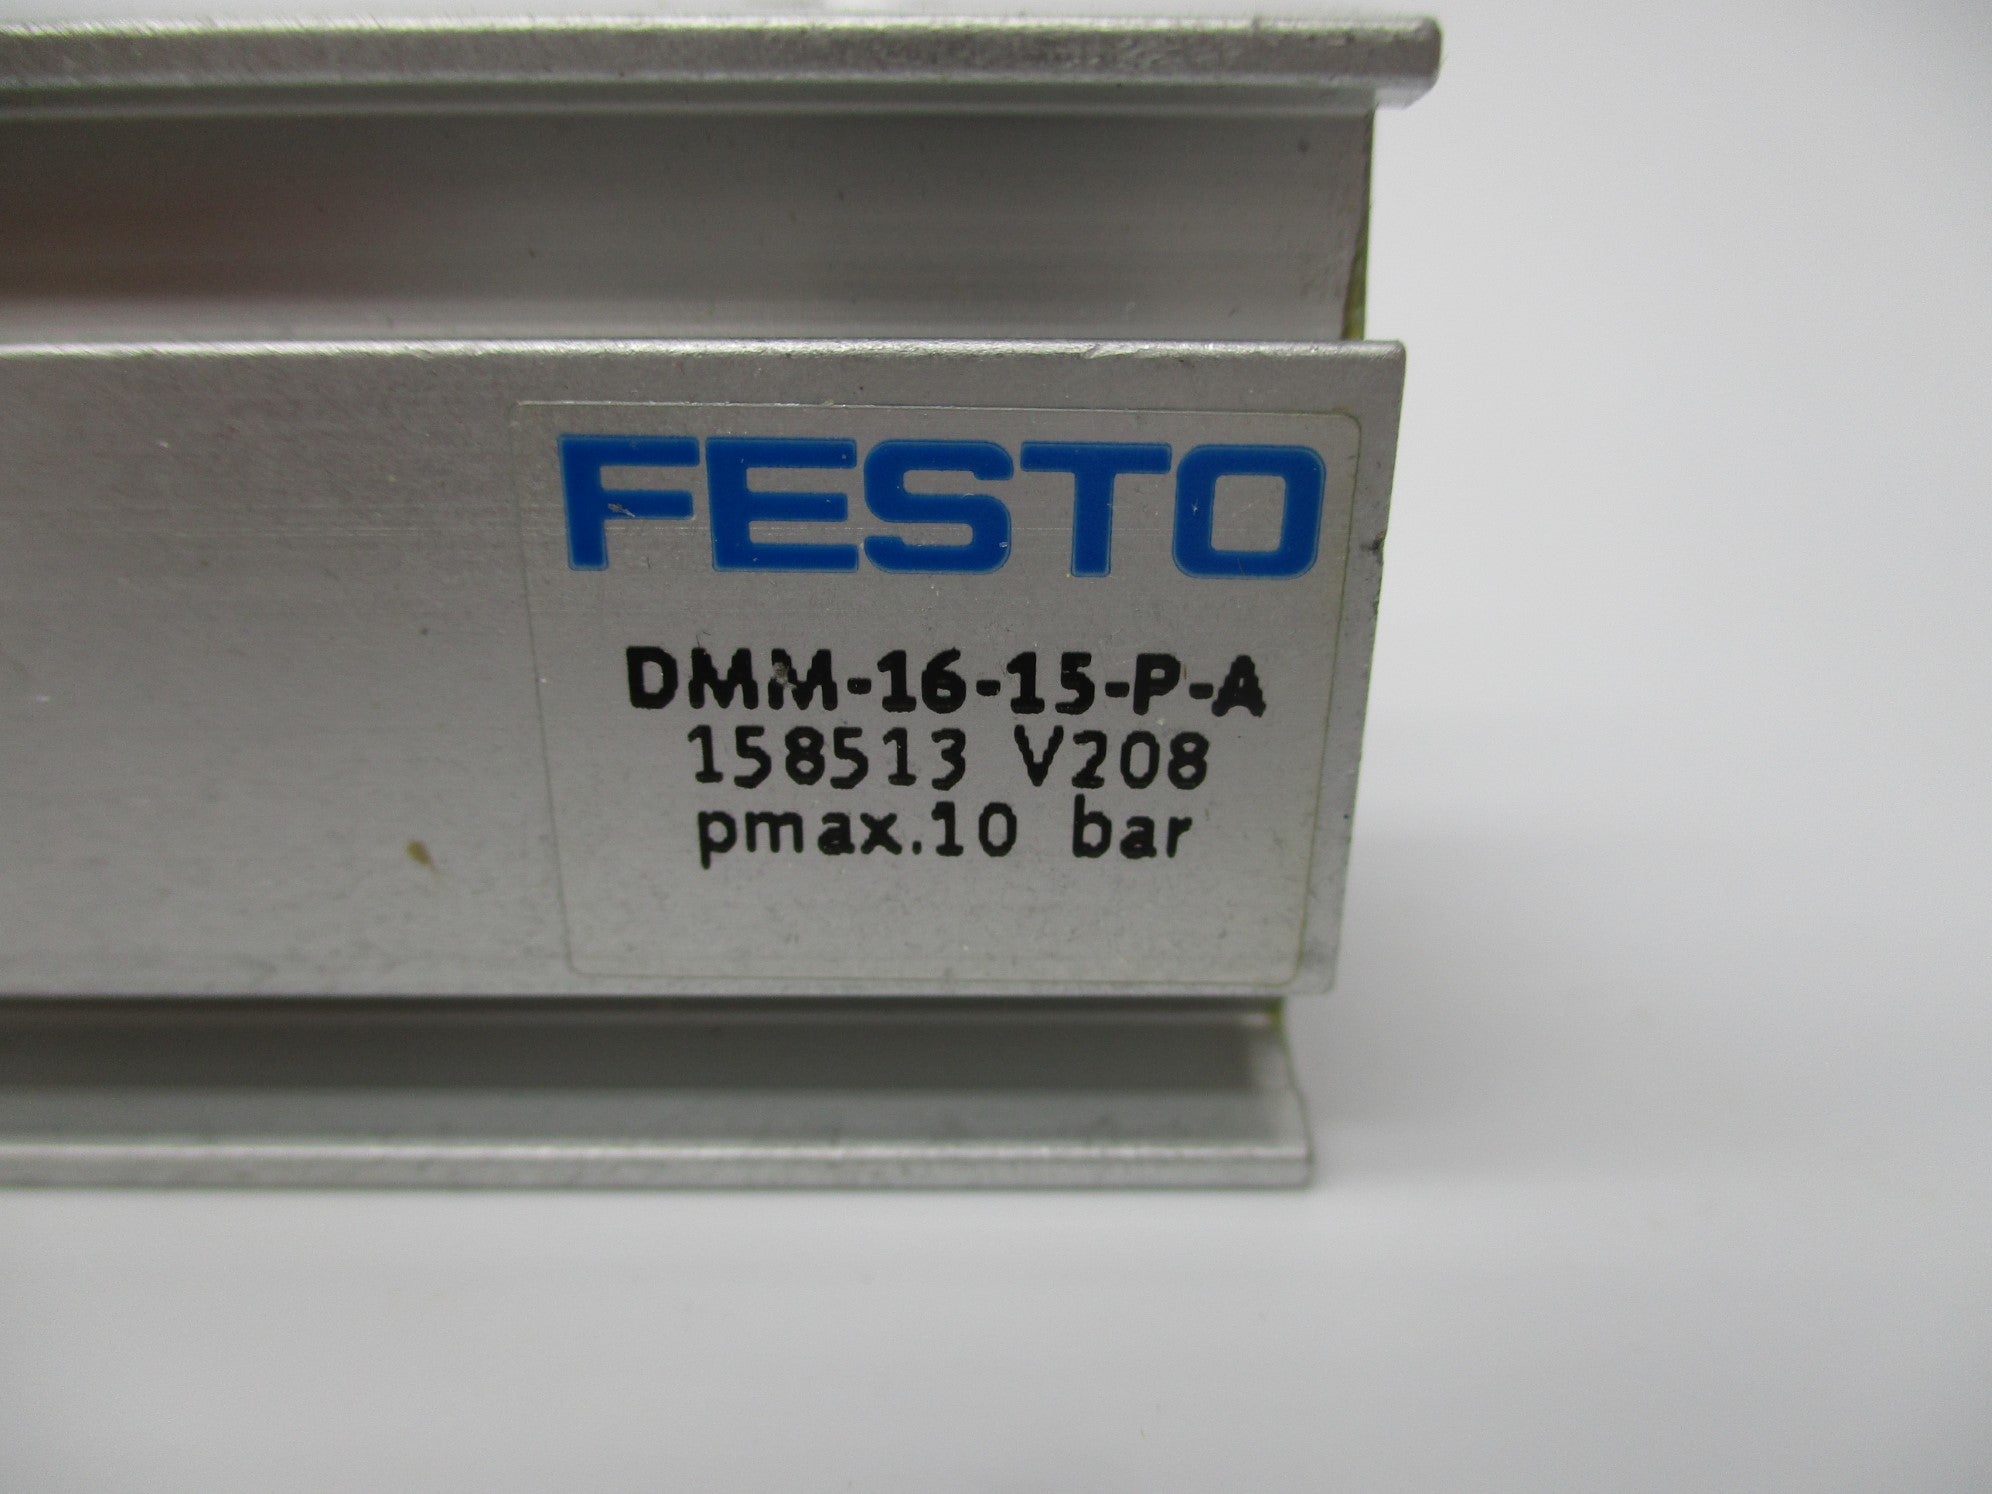 FESTO
DMM-16-15-P-A
158513 V208
pmax.10 bar